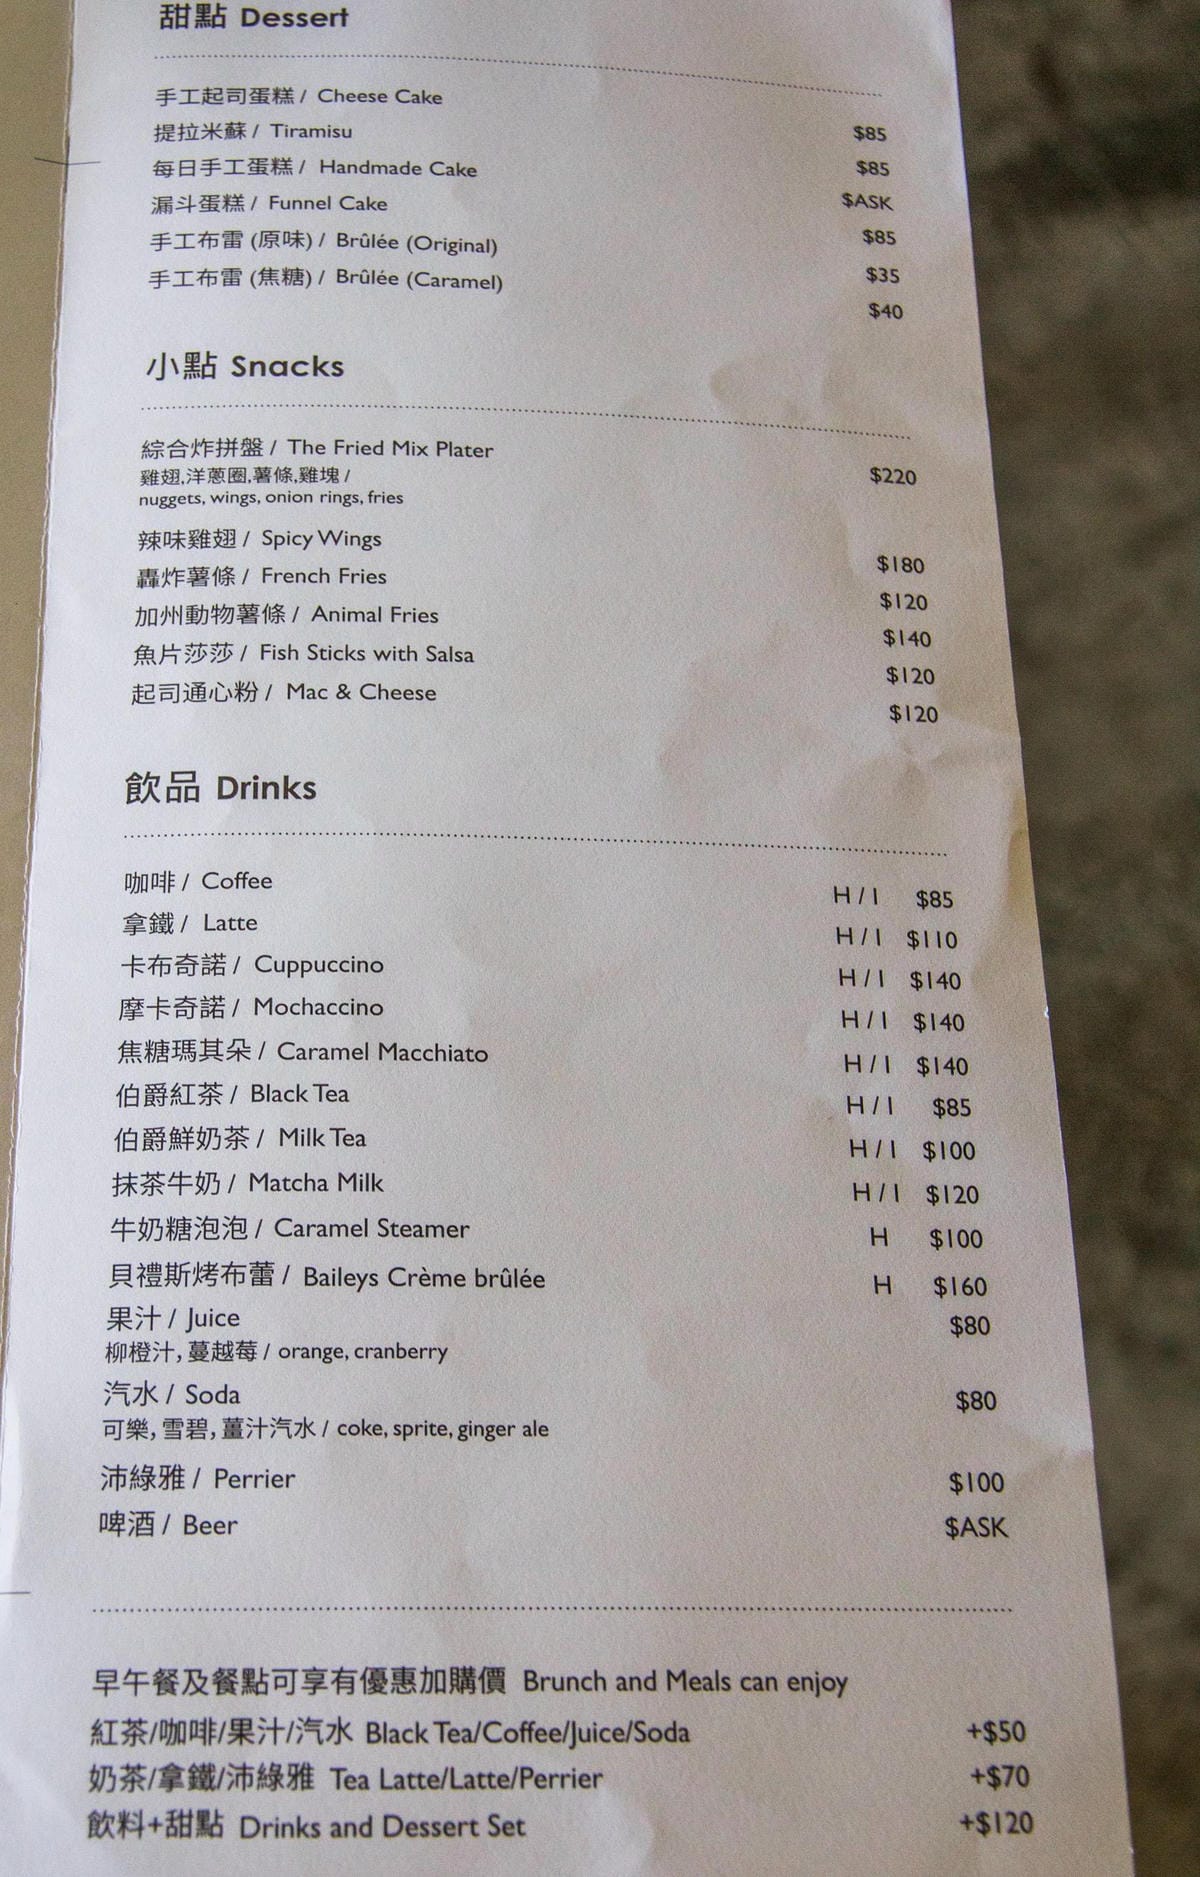 甜點 Dessert
手工起司蛋糕 / Cheese Cake $85
提拉米蘇 / Tiramisu $85
每日手工蛋糕 / Handmade Cake $ASK
漏斗蛋糕 / Funnel Cake $85
手工布雷 (原味) / Brûlée (Original) $35
手工布雷 (焦糖) / Brûlée (Caramel) $40
小點 Snacks
綜合炸拼盤 / The Fried Mix Plater $220
雞翅,洋蔥圈,薯條,雞塊 /
nuggets, wings, onion rings, fries
辣味雞翅 / Spicy Wings $180
轟炸薯條 / French Fries $120
加州動物薯條 / Animal Fries $140
魚片莎莎 / Fish Sticks with Salsa $120
起司通心粉 / Mac & Cheese $120
飲品 Drinks
咖啡 / Coffee H / I $85
拿鐵 / Latte H / I $110
卡布奇諾 / Cuppuccino H / I $140
摩卡奇諾 / Mochaccino H / I $140
焦糖瑪其朵 / Caramel Macchiato H / I $140
伯爵紅茶 / Black Tea H / I $85
伯爵鮮奶茶 / Milk Tea H / I $100
抹茶牛奶 / Matcha Milk H / I $120
牛奶糖泡泡 / Caramel Steamer H $100
貝禮斯烤布蕾 / Baileys Crème brûlée H $160
果汁 / Juice $80
柳橙汁, 蔓越莓 / orange, cranberry
汽水 / Soda $80
可樂, 雪碧, 薑汁汽水 / coke, sprite, ginger ale
沛綠雅 / Perrier $100
啤酒 / Beer $ASK
早午餐及餐點可享有優惠加購價 Brunch and Meals can enjoy
紅茶/咖啡/果汁/汽水 Black Tea/Coffee/Juice/Soda +$50
奶茶/拿鐵/沛綠雅 Tea Latte/Latte/Perrier +$70
飲料+甜點 Drinks and Dessert Set +$120